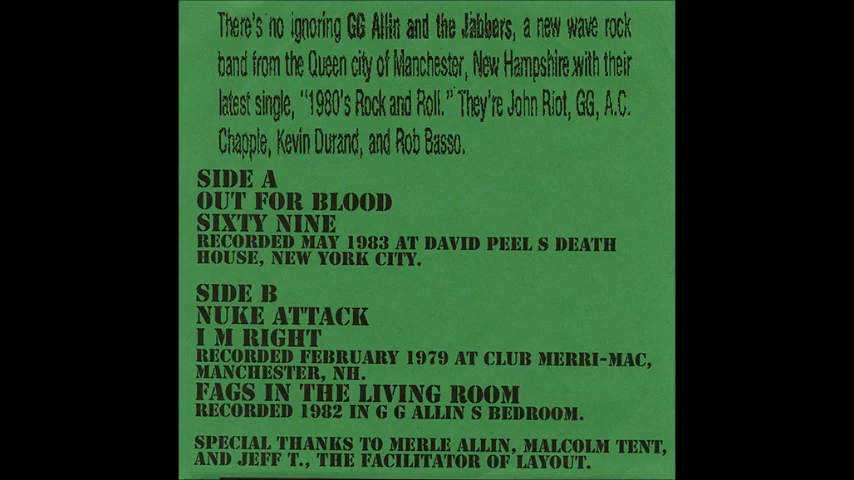 There's no ignoring GG Allin and the Jabbers, a new wave rock
band from the Queen city of Manchester, New Hampshire with their
latest single, "1980's Rock and Roll." They're John Riot, GG, A.C.
Chapple, Kevin Durand, and Rob Basso.
SIDE A
OUT FOR BLOOD
SIXTY NINE
RECORDED MAY 1983 AT DAVID PEEL S DEATH
HOUSE, NEW YORK CITY.
SIDE B
NUKE ATTACK
I M RIGHT
RECORDED FEBRUARY 1979 AT CLUB MERRI-MAC,
MANCHESTER, NH.
FAGS IN THE LIVING ROOM
RECORDED 1982 IN G G ALLIN S BEDROOM.
SPECIAL THANKS TO MERLE ALLIN, MALCOLM TENT,
AND JEFF T., THE FACILITATOR OF LAYOUT.